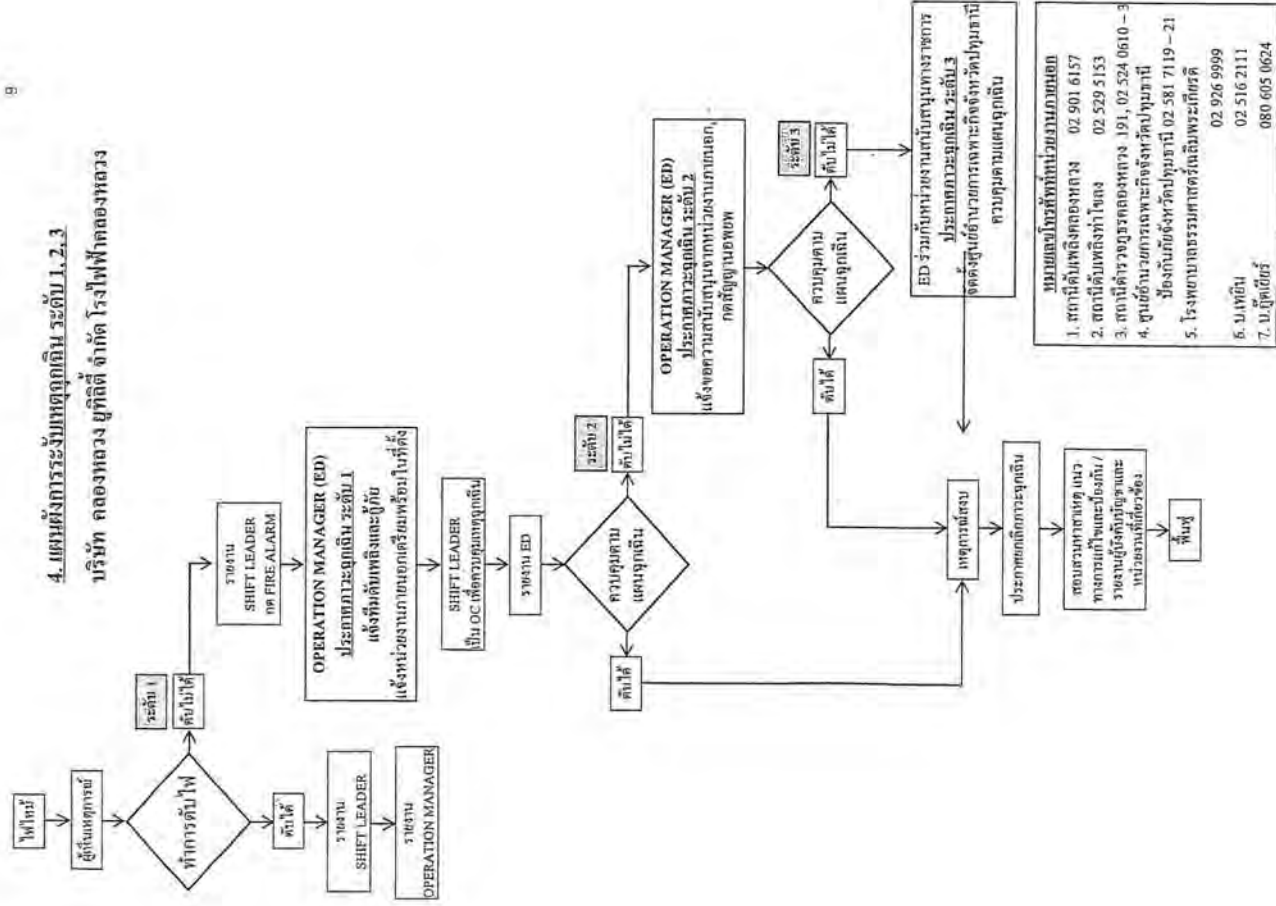 9
4. แผนผังการระงับเหตุฉุกเฉิน ระดับ 1, 2, 3
บริษัท คลองหลวง ยูทิลิตี้ จำกัด โรงไฟฟ้าคลองหลวง
ไฟไหม้
ผู้เห็นเหตุการณ์
ทำการดับไฟ
ดับได้
รายงาน
SHIFT LEADER
รายงาน
OPERATION MANAGER
ระดับ 1
ดับไม่ได้
รายงาน
SHIFT LEADER
กด FIRE ALARM
OPERATION MANAGER (ED)
ประกาศภาวะฉุกเฉิน ระดับ 1
แจ้งทีมดับเพลิงและกู้ภัย
แจ้งหน่วยงานภายนอกเตรียมพร้อมในที่ตั้ง
SHIFT LEADER
เป็น OC เพื่อควบคุมเหตุฉุกเฉิน
รายงาน ED
ควบคุมตาม
แผนฉุกเฉิน
ดับได้
ระดับ 2
ดับไม่ได้
OPERATION MANAGER (ED)
ประกาศภาวะฉุกเฉิน ระดับ 2
แจ้งขอความสนับสนุนจากหน่วยงานภายนอก,
กดสัญญาณอพยพ
ควบคุมตาม
แผนฉุกเฉิน
ดับได้
ระดับ 3
ดับไม่ได้
ED ร่วมกับหน่วยงานสนับสนุนทางราชการ
ประกาศภาวะฉุกเฉิน ระดับ 3
จัดตั้งศูนย์อำนวยการเฉพาะกิจจังหวัดปทุมธานี
ควบคุมตามแผนฉุกเฉิน
เหตุการณ์สงบ
ประกาศยกเลิกภาวะฉุกเฉิน
สอบสวนหาสาเหตุ แนว
ทางการแก้ไขและป้องกัน /
รายงานผู้บังคับบัญชาและ
หน่วยงานที่เกี่ยวข้อง
ฟื้นฟู
หมายเลขโทรศัพท์หน่วยงานภายนอก
1. สถานีดับเพลิงคลองหลวง 02 901 6157
2. สถานีดับเพลิงท่าโขลง 02 529 5153
3. สถานีตำรวจภูธรคลองหลวง 191, 02 524 0610 – 3
4. ศูนย์อำนวยการเฉพาะกิจจังหวัดปทุมธานี
ป้องกันภัยจังหวัดปทุมธานี 02 581 7119 – 21
5. โรงพยาบาลธรรมศาสตร์เฉลิมพระเกียรติ
02 926 9999
6. บ.เทยิน 02 516 2111
7. บ.กู๊ดเยียร์ 080 605 0624